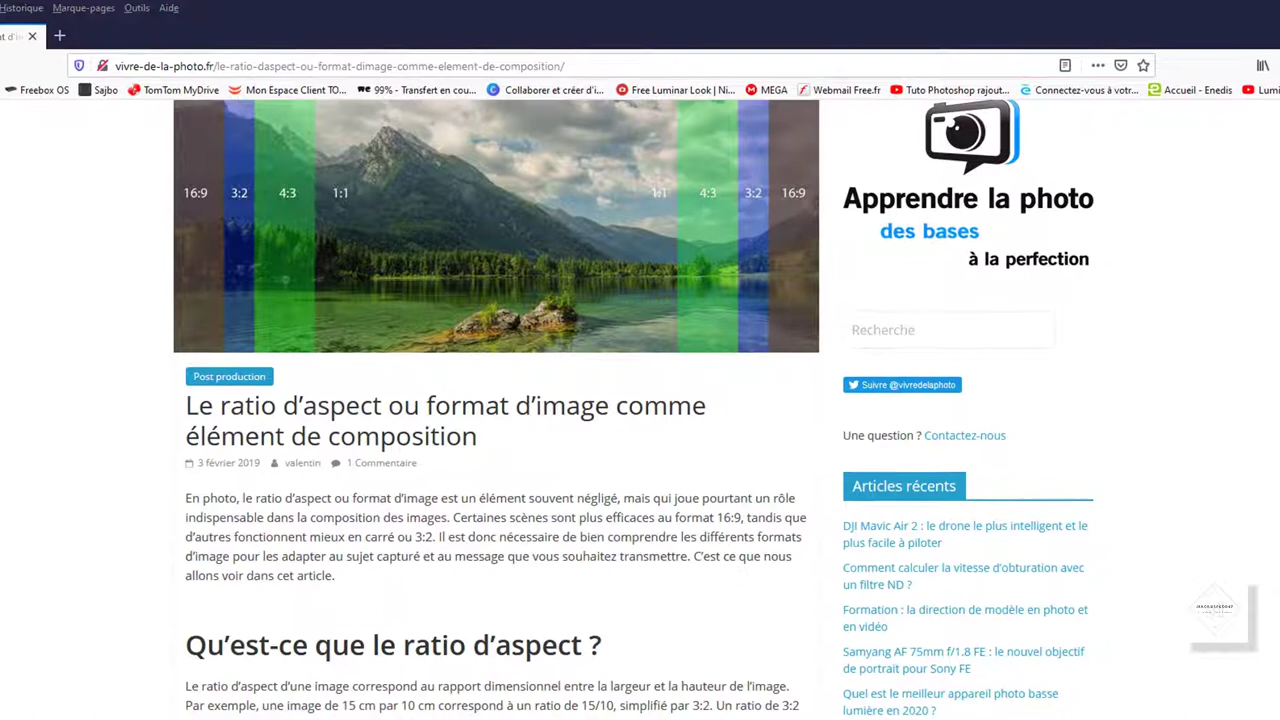 Historique Marque-pages Outils Aide
vivre-de-la-photo.fr/le-ratio-daspect-ou-format-dimage-comme-element-de-composition/
Freebox OS Sajbo TomTom MyDrive Mon Espace Client TO... 99% - Transfert en cou... Collaborer et créer d'i... Free Luminar Look | Ni... MEGA Webmail Free.fr Tuto Photoshop rajout... Connectez-vous à votr... Accueil - Enedis Lumi
16:9 3:2 4:3 1:1 1:1 4:3 3:2 16:9
Post production
Le ratio d'aspect ou format d'image comme
élément de composition
3 février 2019 valentin 1 Commentaire
En photo, le ratio d'aspect ou format d'image est un élément souvent négligé, mais qui joue pourtant un rôle
indispensable dans la composition des images. Certaines scènes sont plus efficaces au format 16:9, tandis que
d'autres fonctionnent mieux en carré ou 3:2. Il est donc nécessaire de bien comprendre les différents formats
d'image pour les adapter au sujet capturé et au message que vous souhaitez transmettre. C'est ce que nous
allons voir dans cet article.
Qu'est-ce que le ratio d'aspect ?
Le ratio d'aspect d'une image correspond au rapport dimensionnel entre la largeur et la hauteur de l'image.
Par exemple, une image de 15 cm par 10 cm correspond à un ratio de 15/10, simplifié par 3:2. Un ratio de 3:2
Apprendre la photo
des bases
à la perfection
Recherche
Suivre @vivredelaphoto
Une question ? Contactez-nous
Articles récents
DJI Mavic Air 2 : le drone le plus intelligent et le
plus facile à piloter
Comment calculer la vitesse d'obturation avec
un filtre ND ?
Formation : la direction de modèle en photo et
en vidéo
Samyang AF 75mm f/1.8 FE : le nouvel objectif
de portrait pour Sony FE
Quel est le meilleur appareil photo basse
lumière en 2020 ?